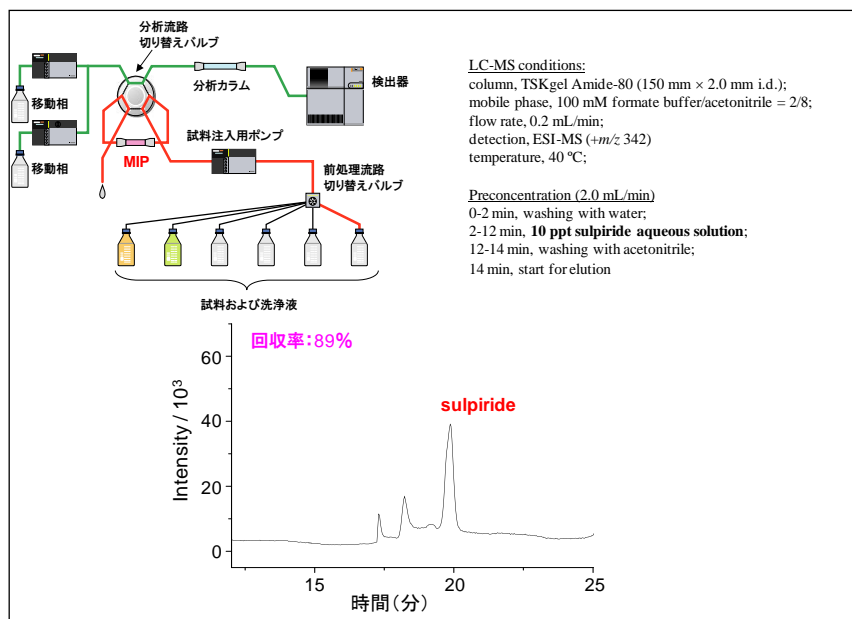 分析流路
切り替えバルブ
移動相
移動相
MIP
分析カラム
検出器
試料注入用ポンプ
前処理流路
切り替えバルブ
試料および洗浄液
LC-MS conditions:
column, TSKgel Amide-80 (150 mm × 2.0 mm i.d.);
mobile phase, 100 mM formate buffer/acetonitrile = 2/8;
flow rate, 0.2 mL/min;
detection, ESI-MS (+m/z 342)
temperature, 40 ºC;
Preconcentration (2.0 mL/min)
0-2 min, washing with water;
2-12 min, 10 ppt sulpiride aqueous solution;
12-14 min, washing with acetonitrile;
14 min, start for elution
回収率:89%
sulpiride
Intensity / 10³
60
40
20
0
15
20
25
時間(分)